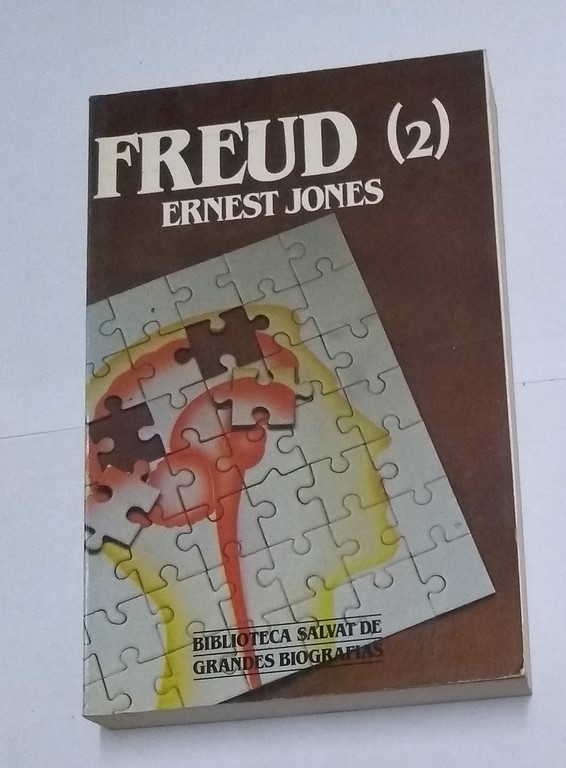 FREUD (2)
ERNEST JONES
BIBLIOTECA SALVAT DE
GRANDES BIOGRAFIAS